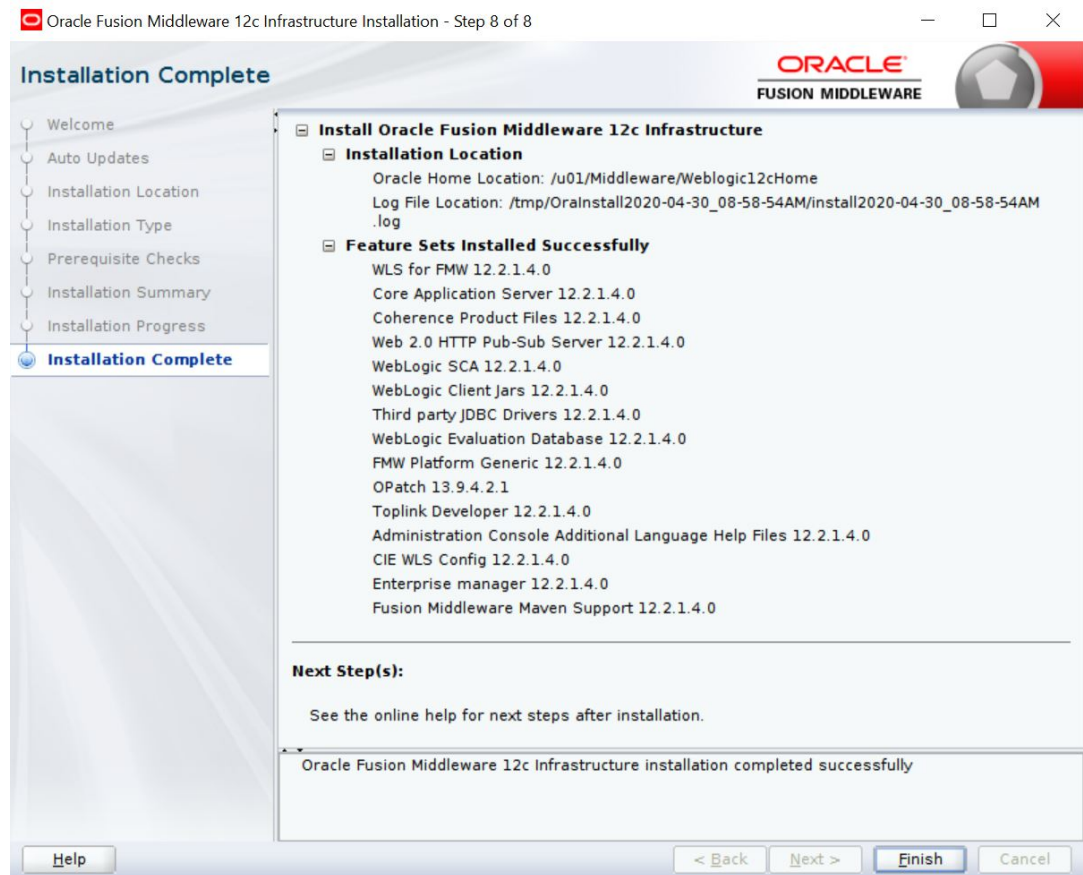 Oracle Fusion Middleware 12c Infrastructure Installation - Step 8 of 8
Installation Complete
ORACLE
FUSION MIDDLEWARE
Welcome
Auto Updates
Installation Location
Installation Type
Prerequisite Checks
Installation Summary
Installation Progress
Installation Complete
Install Oracle Fusion Middleware 12c Infrastructure
Installation Location
Oracle Home Location: /u01/Middleware/Weblogic12cHome
Log File Location: /tmp/OraInstall2020-04-30_08-58-54AM/install2020-04-30_08-58-54AM
.log
Feature Sets Installed Successfully
WLS for FMW 12.2.1.4.0
Core Application Server 12.2.1.4.0
Coherence Product Files 12.2.1.4.0
Web 2.0 HTTP Pub-Sub Server 12.2.1.4.0
WebLogic SCA 12.2.1.4.0
WebLogic Client Jars 12.2.1.4.0
Third party JDBC Drivers 12.2.1.4.0
WebLogic Evaluation Database 12.2.1.4.0
FMW Platform Generic 12.2.1.4.0
OPatch 13.9.4.2.1
Toplink Developer 12.2.1.4.0
Administration Console Additional Language Help Files 12.2.1.4.0
CIE WLS Config 12.2.1.4.0
Enterprise manager 12.2.1.4.0
Fusion Middleware Maven Support 12.2.1.4.0
Next Step(s):
See the online help for next steps after installation.
Oracle Fusion Middleware 12c Infrastructure installation completed successfully
Help
< Back
Next >
Finish
Cancel